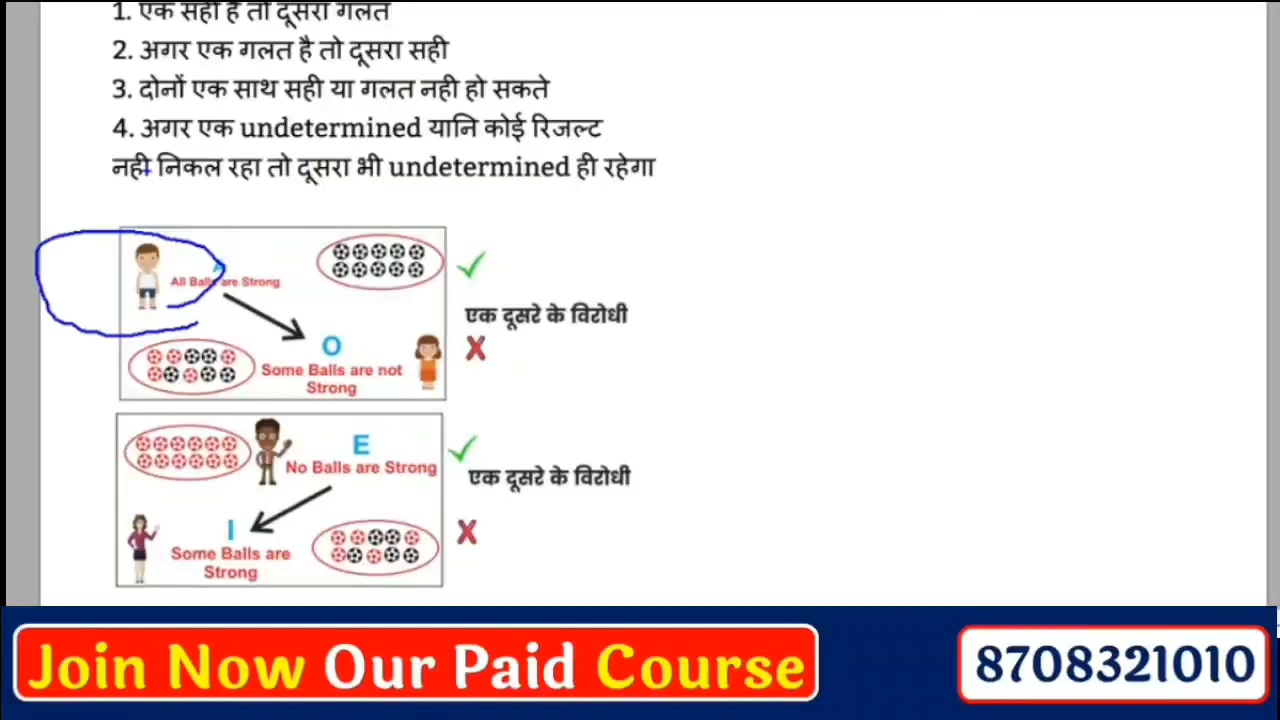 1. एक सही है तो दूसरा गलत
2. अगर एक गलत है तो दूसरा सही
3. दोनों एक साथ सही या गलत नही हो सकते
4. अगर एक undetermined यानि कोई रिजल्ट
नही निकल रहा तो दूसरा भी undetermined ही रहेगा
All Balls are Strong
एक दूसरे के विरोधी
O
Some Balls are not
Strong
X
E
No Balls are Strong
एक दूसरे के विरोधी
I
Some Balls are
Strong
X
Join Now Our Paid Course
8708321010